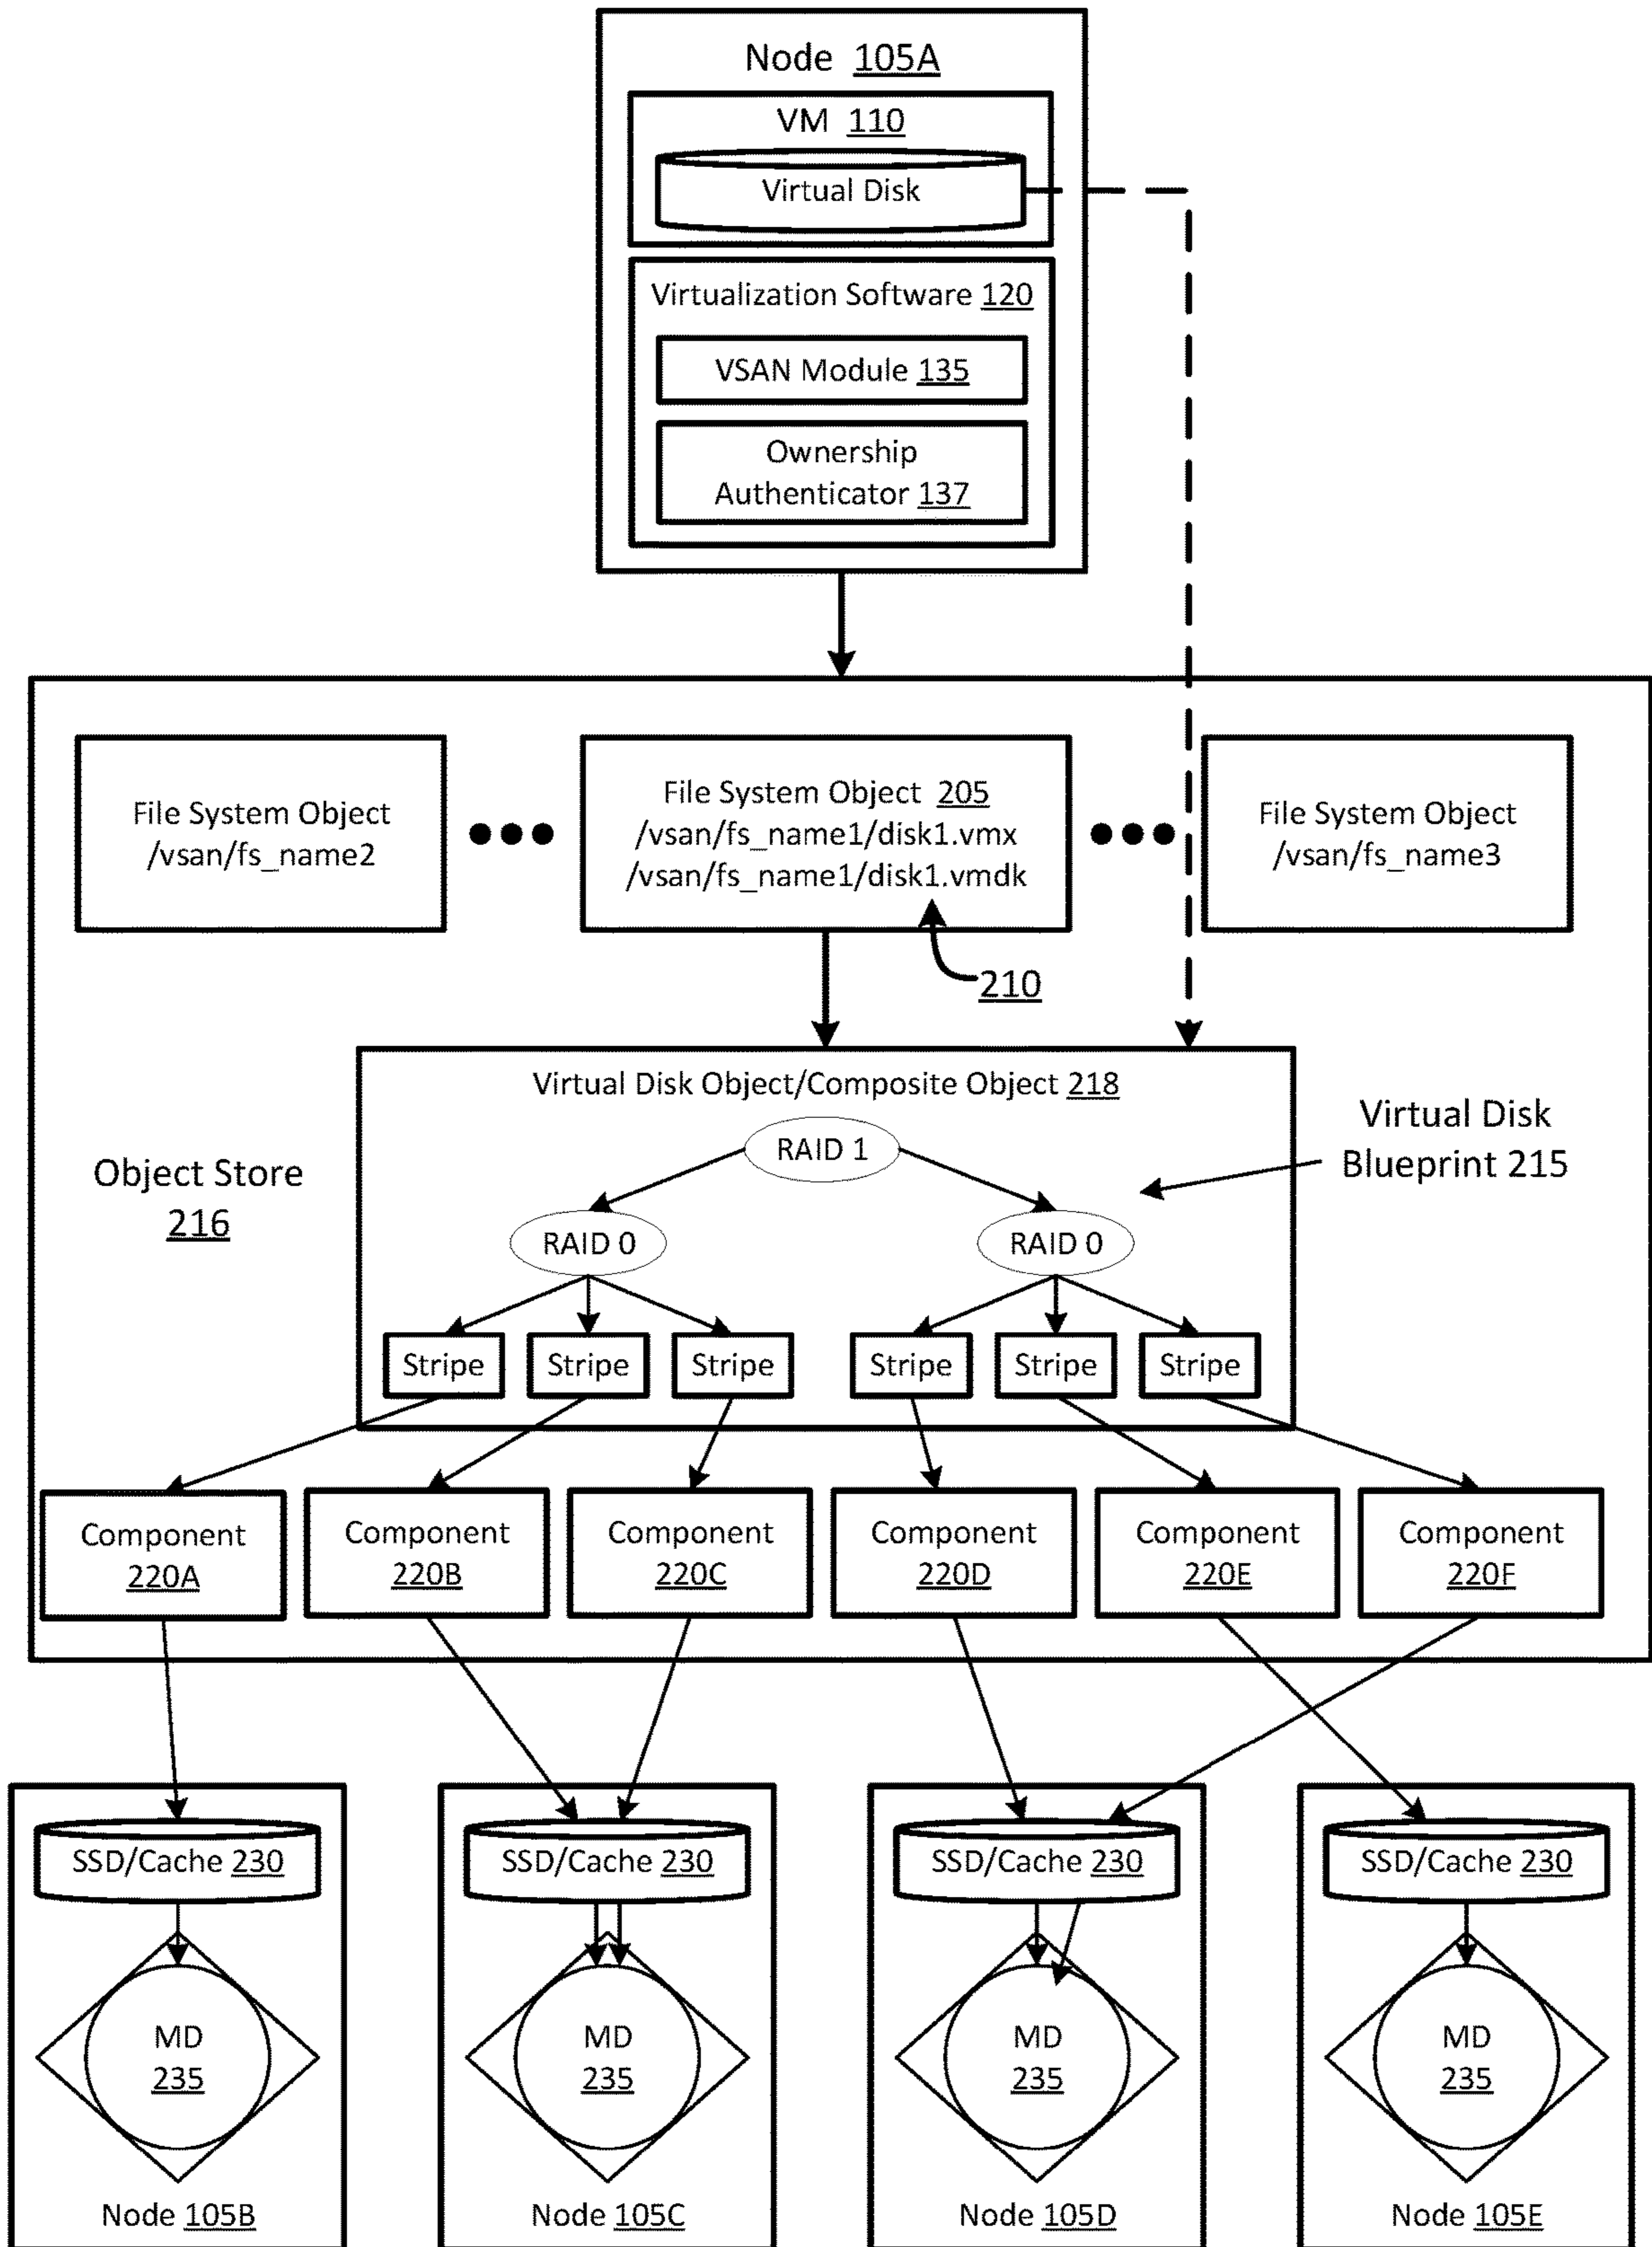 Node 105A
VM 110
Virtual Disk
Virtualization Software 120
VSAN Module 135
Ownership
Authenticator 137
File System Object
/vsan/fs_name2
File System Object 205
/vsan/fs_name1/disk1.vmx
/vsan/fs_name1/disk1.vmdk
File System Object
/vsan/fs_name3
210
Virtual Disk Object/Composite Object 218
RAID 1
Virtual Disk
Blueprint 215
Object Store
216
RAID 0
RAID 0
Stripe
Stripe
Stripe
Stripe
Stripe
Stripe
Component
220A
Component
220B
Component
220C
Component
220D
Component
220E
Component
220F
SSD/Cache 230
SSD/Cache 230
SSD/Cache 230
SSD/Cache 230
MD
235
MD
235
MD
235
MD
235
Node 105B
Node 105C
Node 105D
Node 105E